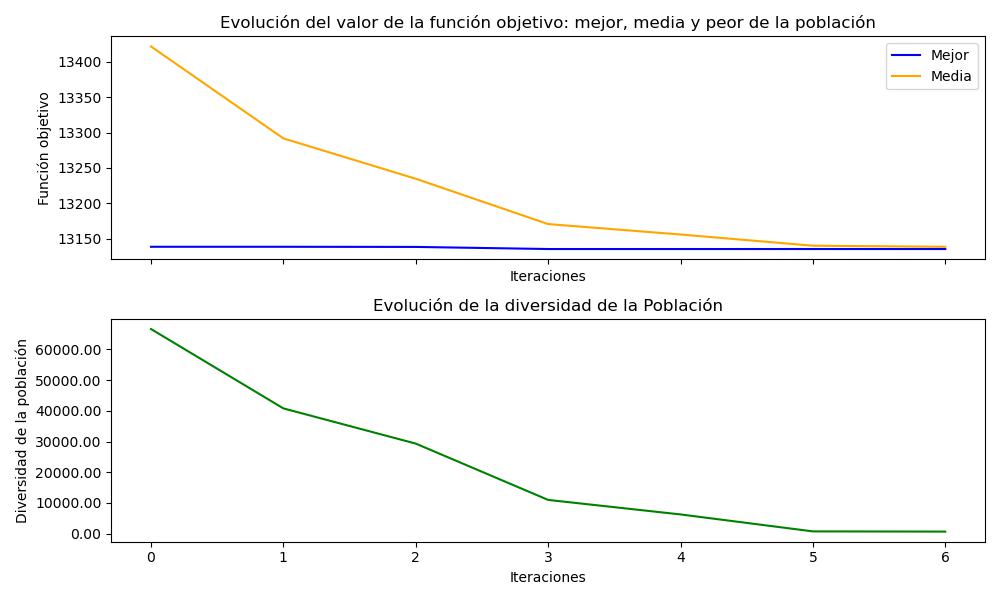 Evolución del valor de la función objetivo: mejor, media y peor de la población
Función objetivo
13400
13350
13300
13250
13200
13150
Mejor
Media
Iteraciones
Evolución de la diversidad de la Población
Diversidad de la población
60000.00
50000.00
40000.00
30000.00
20000.00
10000.00
0.00
0 1 2 3 4 5 6
Iteraciones